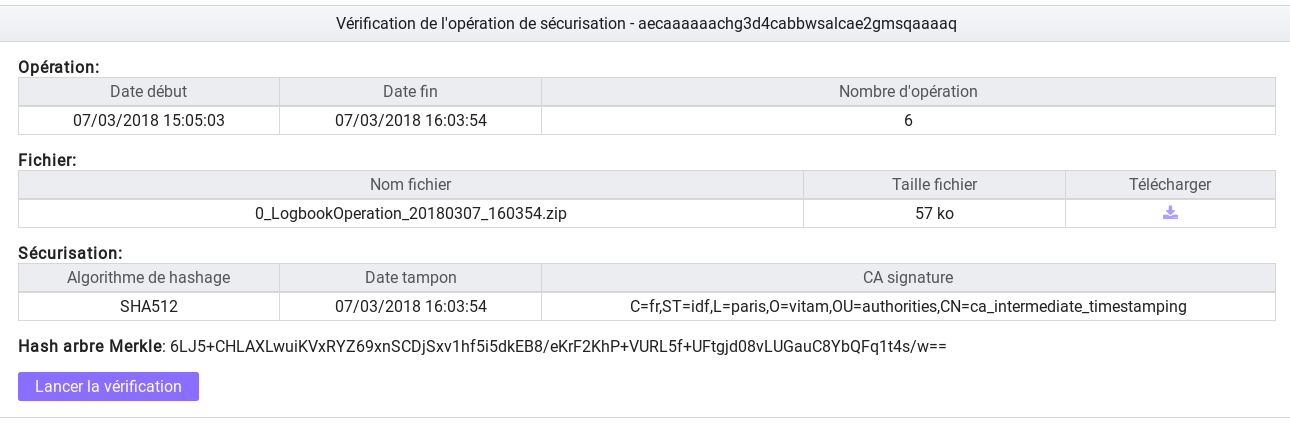 Vérification de l'opération de sécurisation - aecaaaaaachg3d4cabbwsalcae2gmsqaaaaq
Opération:
Date début Date fin Nombre d'opération
07/03/2018 15:05:03 07/03/2018 16:03:54 6
Fichier:
Nom fichier Taille fichier Télécharger
0_LogbookOperation_20180307_160354.zip 57 ko
Sécurisation:
Algorithme de hashage Date tampon CA signature
SHA512 07/03/2018 16:03:54 C=fr,ST=idf,L=paris,O=vitam,OU=authorities,CN=ca_intermediate_timestamping
Hash arbre Merkle: 6LJ5+CHLAXLwuiKVxRYZ69xnSCDjSxv1hf5i5dkEB8/eKrF2KhP+VURL5f+UFtgjd08vLUGauC8YbQFq1t4s/w==
Lancer la vérification